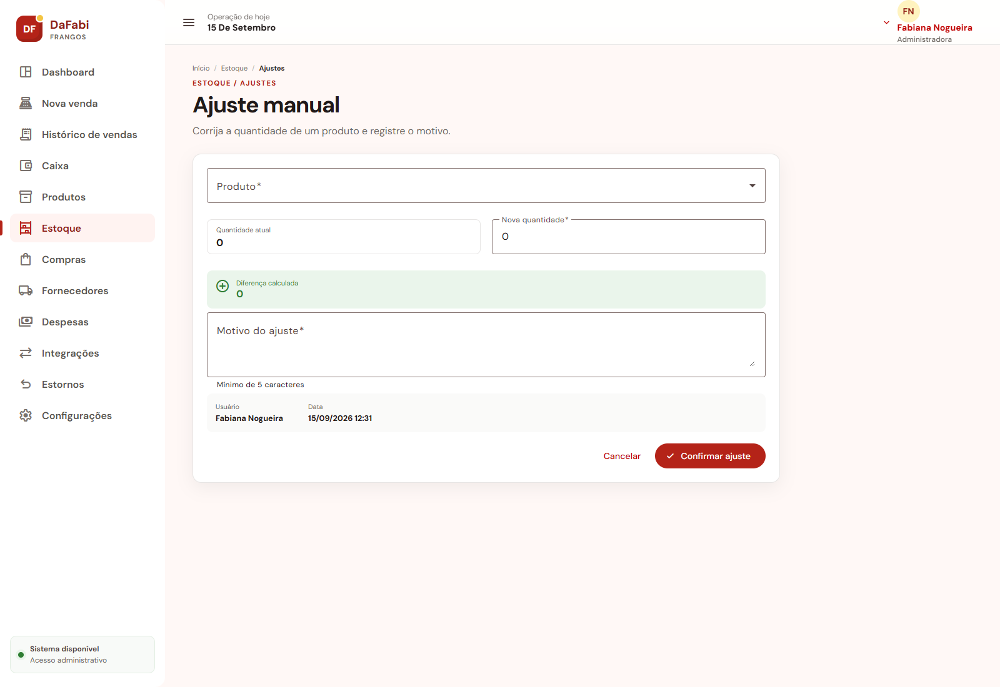 DF
DaFabi
FRANGOS
Dashboard
Nova venda
Histórico de vendas
Caixa
Produtos
Estoque
Compras
Fornecedores
Despesas
Integrações
Estornos
Configurações
Sistema disponível
Acesso administrativo
Operação de hoje
15 De Setembro
FN
Fabiana Nogueira
Administradora
Início / Estoque / Ajustes
ESTOQUE / AJUSTES
Ajuste manual
Corrija a quantidade de um produto e registre o motivo.
Produto*
Quantidade atual
0
Nova quantidade*
0
Diferença calculada
0
Motivo do ajuste*
Mínimo de 5 caracteres
Usuário
Fabiana Nogueira
Data
15/09/2026 12:31
Cancelar
Confirmar ajuste